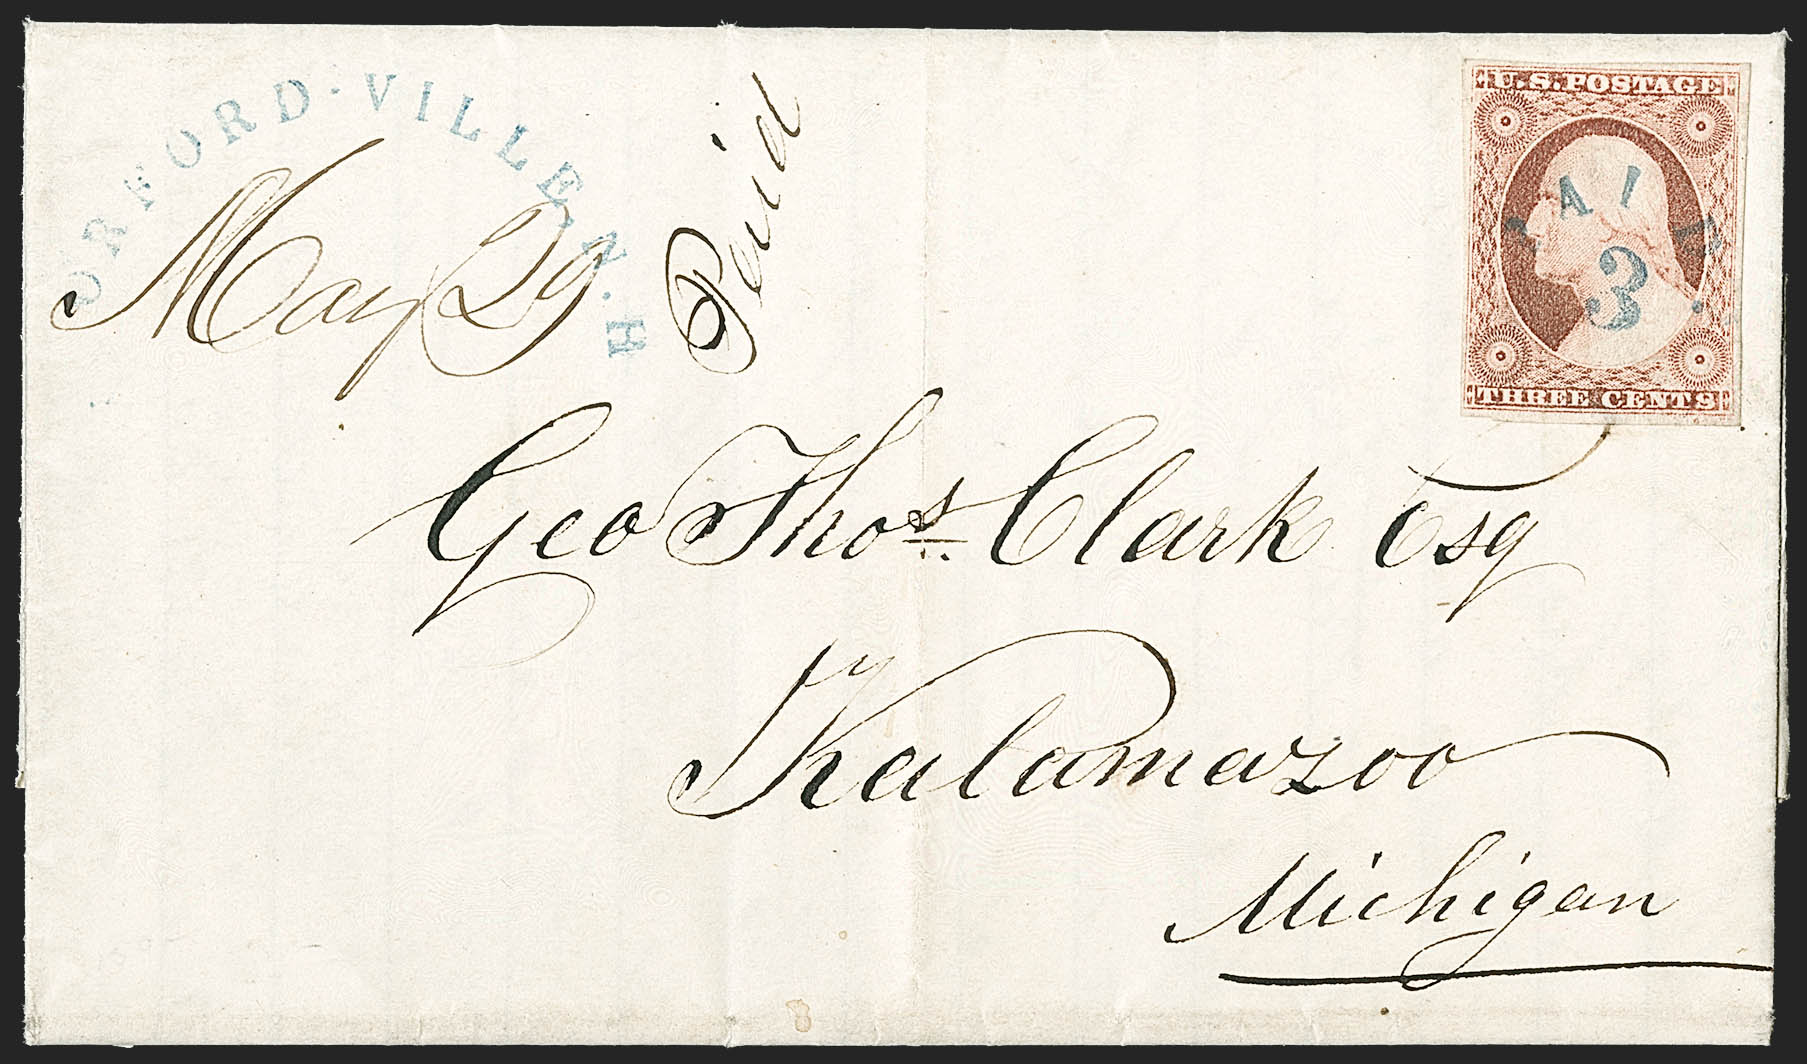 ORFORD·VILLE N.H
May 29
Paid
U.S. POSTAGE
PAID
3
THREE CENTS
Geo Thos. Clark Esq
Kalamazoo
Michigan